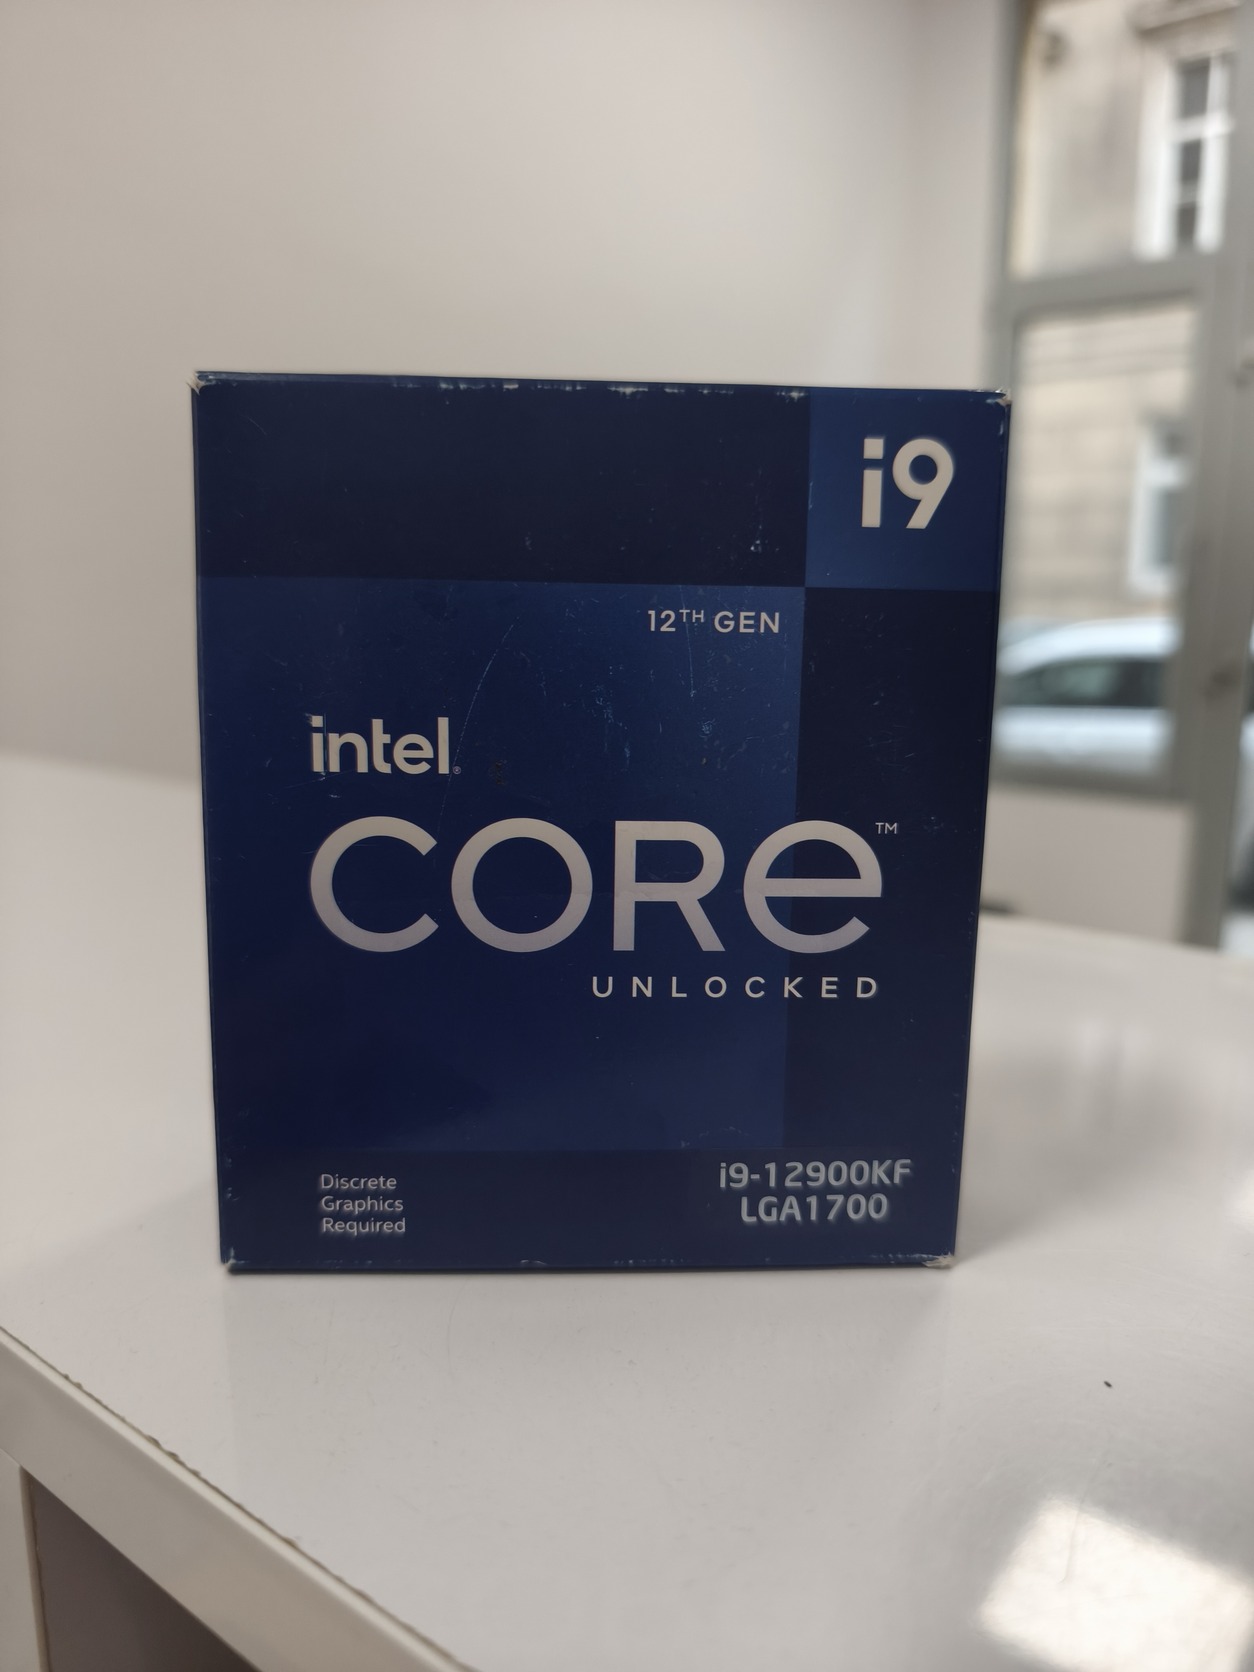 i9
12TH GEN
intel®
CORe™
UNLOCKED
Discrete
Graphics
Required
i9-12900KF
LGA1700